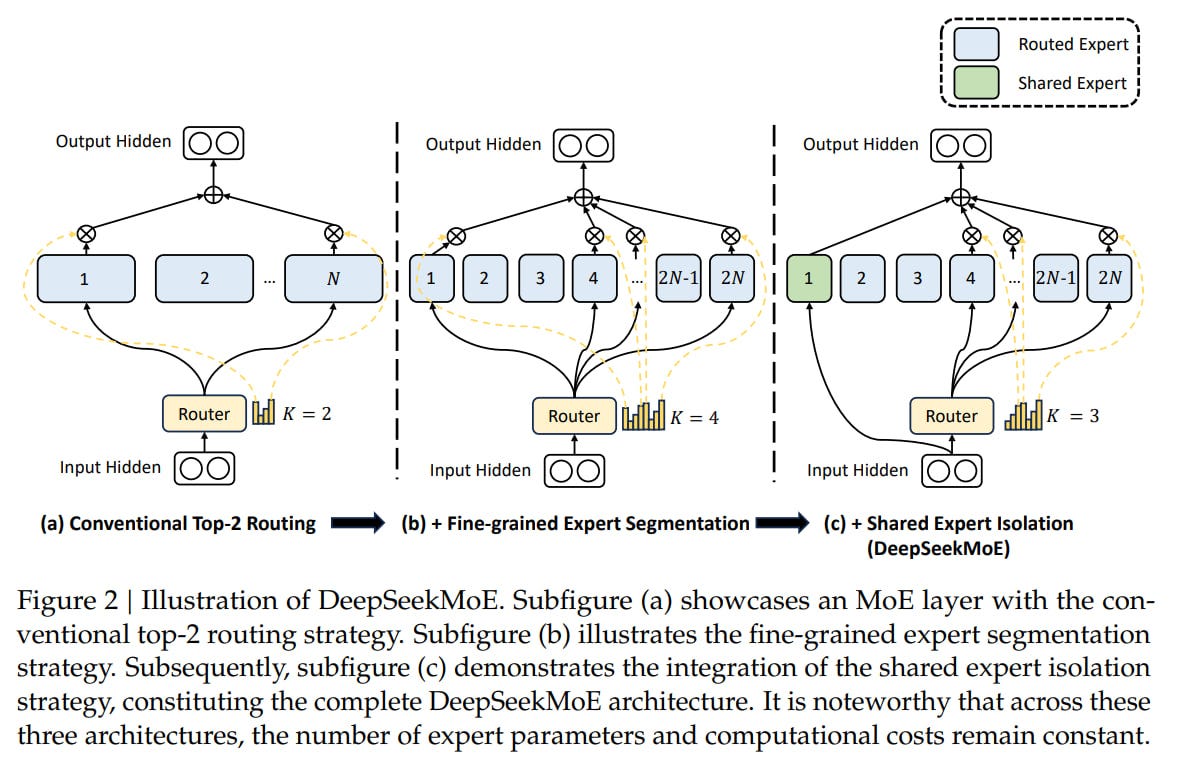 Routed Expert
Shared Expert
Output Hidden
1
2
...
N
Router
K = 2
Input Hidden
(a) Conventional Top-2 Routing
Output Hidden
1
2
3
4
...
2N-1
2N
Router
K = 4
Input Hidden
(b) + Fine-grained Expert Segmentation
Output Hidden
1
2
3
4
...
2N-1
2N
Router
K = 3
Input Hidden
(c) + Shared Expert Isolation
(DeepSeekMoE)
Figure 2 | Illustration of DeepSeekMoE. Subfigure (a) showcases an MoE layer with the con-
ventional top-2 routing strategy. Subfigure (b) illustrates the fine-grained expert segmentation
strategy. Subsequently, subfigure (c) demonstrates the integration of the shared expert isolation
strategy, constituting the complete DeepSeekMoE architecture. It is noteworthy that across these
three architectures, the number of expert parameters and computational costs remain constant.